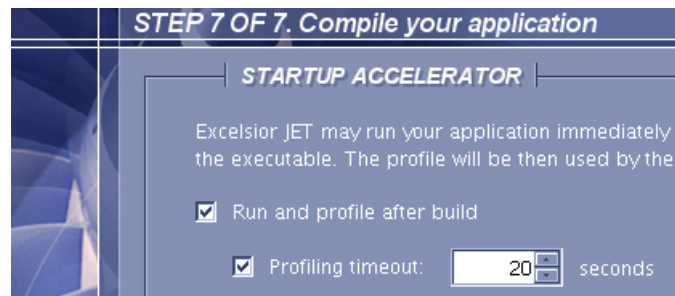 STEP 7 OF 7. Compile your application
STARTUP ACCELERATOR
Excelsior JET may run your application immediately
the executable. The profile will be then used by the
Run and profile after build
Profiling timeout: 20 seconds